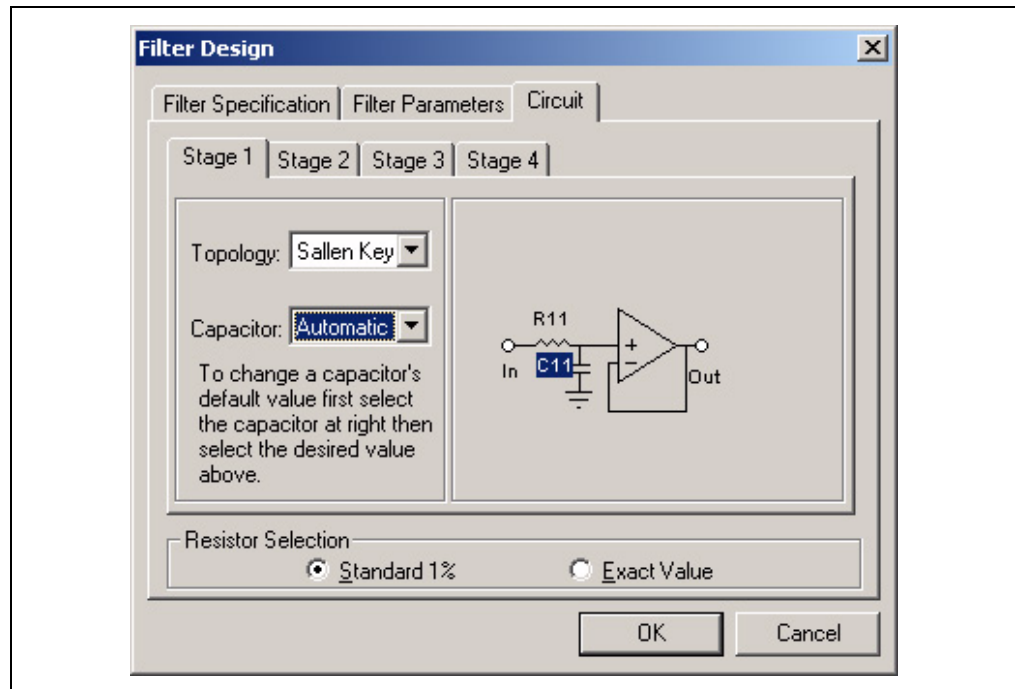 Filter Design
Filter Specification
Filter Parameters
Circuit
Stage 1
Stage 2
Stage 3
Stage 4
Topology:
Sallen Key
Capacitor:
Automatic
To change a capacitor's
default value first select
the capacitor at right then
select the desired value
above.
R11
In
C11
+
−
Out
Resistor Selection
Standard 1%
Exact Value
OK
Cancel